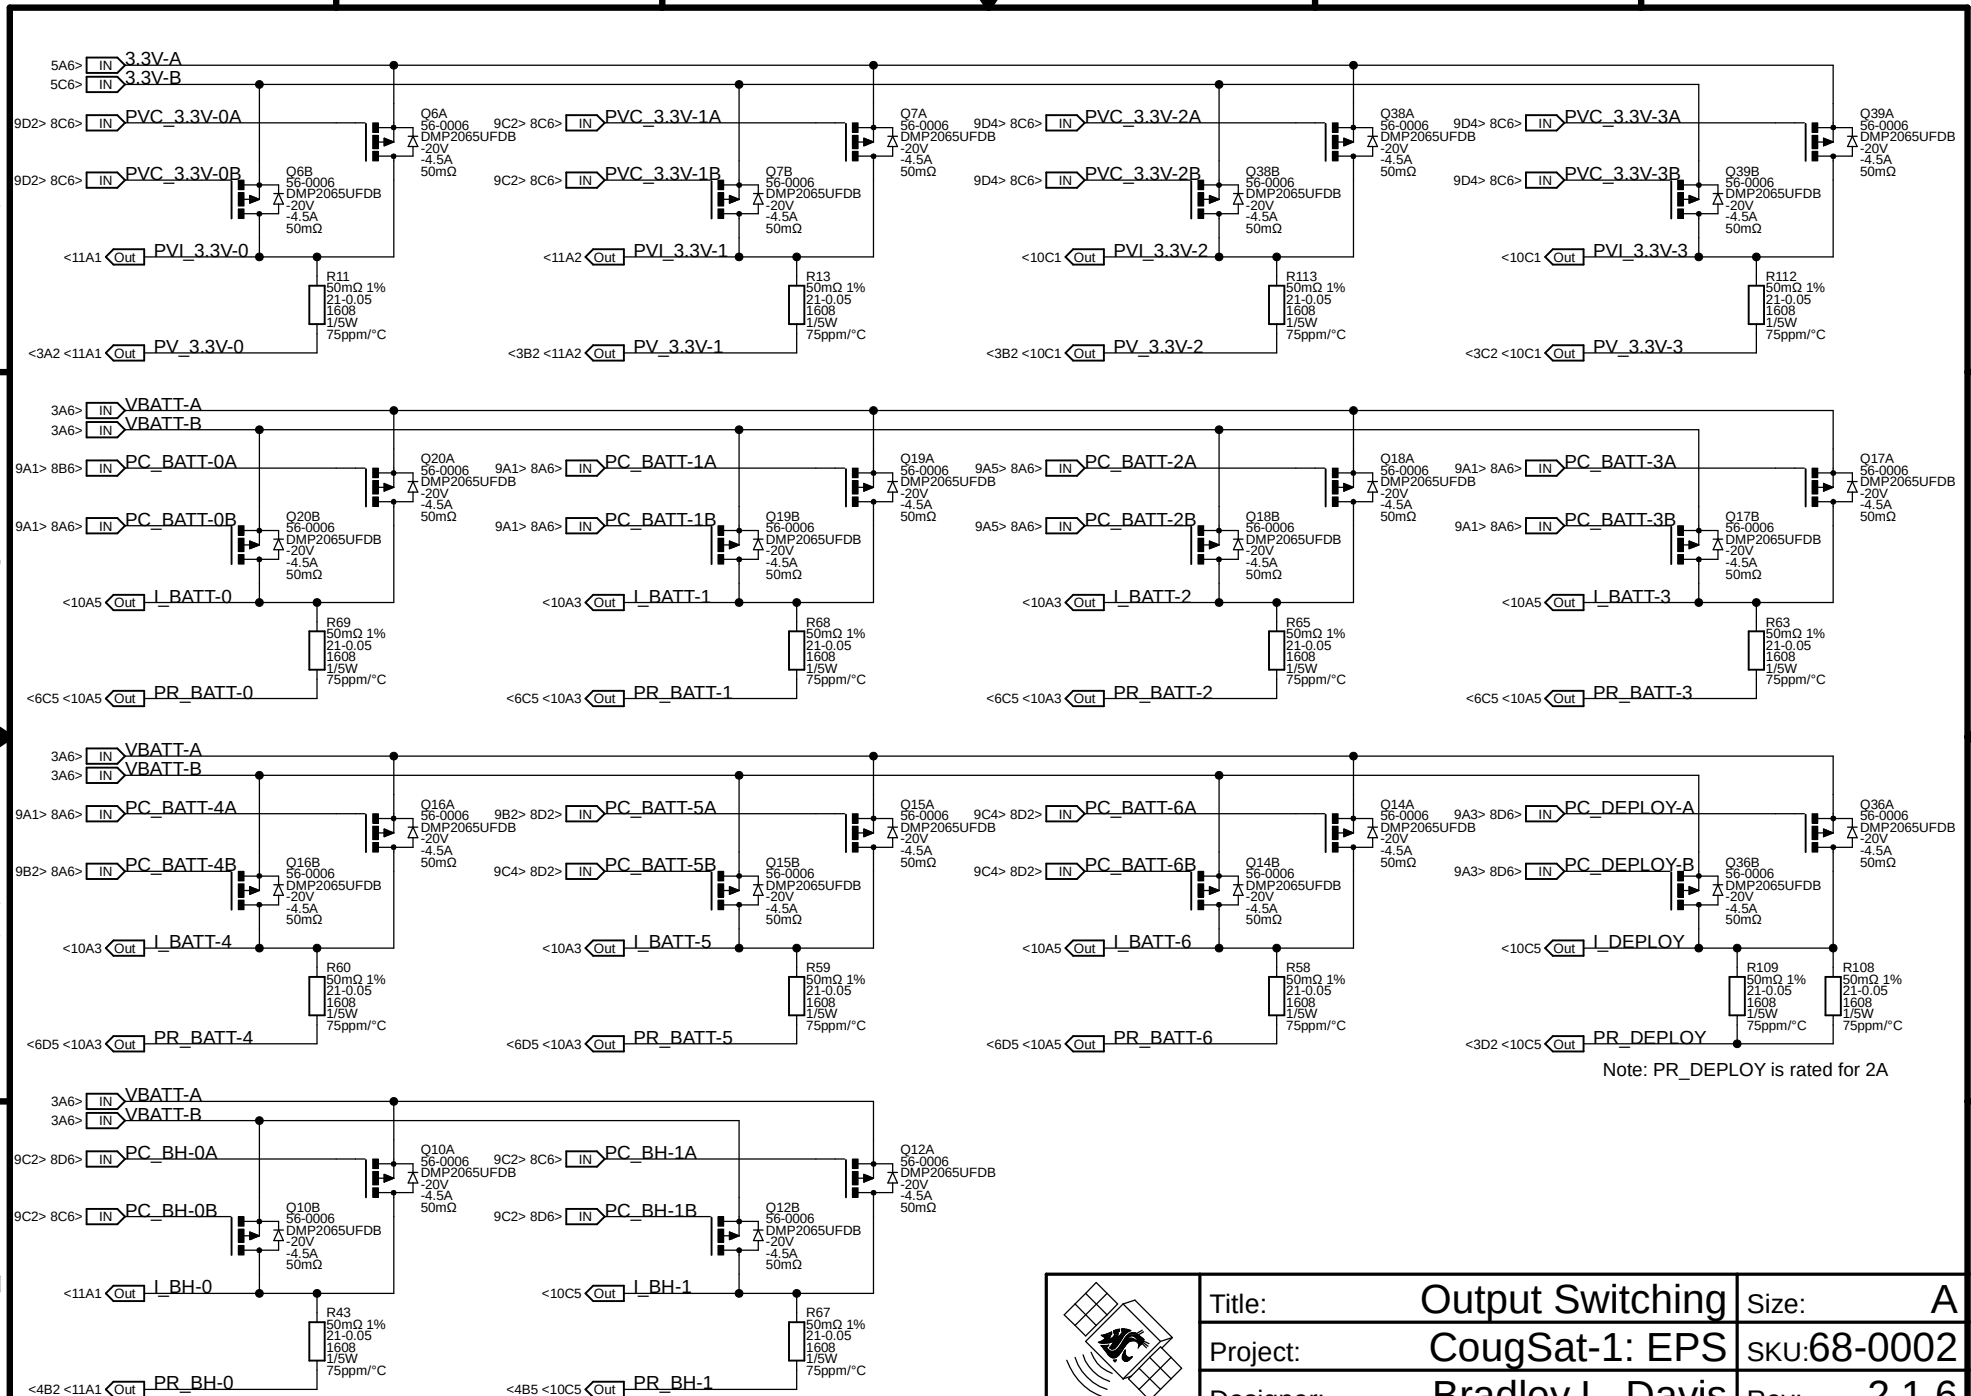 5A6> IN 3.3V-A
5C6> IN 3.3V-B
9D2> 8C6> IN PVC_3.3V-0A
Q6A
56-0006
DMP2065UFDB
-20V
-4.5A
50mΩ
9D2> 8C6> IN PVC_3.3V-0B
Q6B
56-0006
DMP2065UFDB
-20V
-4.5A
50mΩ
<11A1 Out PVI_3.3V-0
R11
50mΩ 1%
21-0.05
1608
1/5W
75ppm/°C
<3A2 <11A1 Out PV_3.3V-0
9C2> 8C6> IN PVC_3.3V-1A
Q7A
56-0006
DMP2065UFDB
-20V
-4.5A
50mΩ
9C2> 8C6> IN PVC_3.3V-1B
Q7B
56-0006
DMP2065UFDB
-20V
-4.5A
50mΩ
<11A2 Out PVI_3.3V-1
R13
50mΩ 1%
21-0.05
1608
1/5W
75ppm/°C
<3B2 <11A2 Out PV_3.3V-1
9D4> 8C6> IN PVC_3.3V-2A
Q38A
56-0006
DMP2065UFDB
-20V
-4.5A
50mΩ
9D4> 8C6> IN PVC_3.3V-2B
Q38B
56-0006
DMP2065UFDB
-20V
-4.5A
50mΩ
<10C1 Out PVI_3.3V-2
R113
50mΩ 1%
21-0.05
1608
1/5W
75ppm/°C
<3B2 <10C1 Out PV_3.3V-2
9D4> 8C6> IN PVC_3.3V-3A
Q39A
56-0006
DMP2065UFDB
-20V
-4.5A
50mΩ
9D4> 8C6> IN PVC_3.3V-3B
Q39B
56-0006
DMP2065UFDB
-20V
-4.5A
50mΩ
<10C1 Out PVI_3.3V-3
R112
50mΩ 1%
21-0.05
1608
1/5W
75ppm/°C
<3C2 <10C1 Out PV_3.3V-3
3A6> IN VBATT-A
3A6> IN VBATT-B
9A1> 8B6> IN PC_BATT-0A
Q20A
56-0006
DMP2065UFDB
-20V
-4.5A
50mΩ
9A1> 8A6> IN PC_BATT-0B
Q20B
56-0006
DMP2065UFDB
-20V
-4.5A
50mΩ
<10A5 Out I_BATT-0
R69
50mΩ 1%
21-0.05
1608
1/5W
75ppm/°C
<6C5 <10A5 Out PR_BATT-0
9A1> 8A6> IN PC_BATT-1A
Q19A
56-0006
DMP2065UFDB
-20V
-4.5A
50mΩ
9A1> 8A6> IN PC_BATT-1B
Q19B
56-0006
DMP2065UFDB
-20V
-4.5A
50mΩ
<10A3 Out I_BATT-1
R68
50mΩ 1%
21-0.05
1608
1/5W
75ppm/°C
<6C5 <10A3 Out PR_BATT-1
9A5> 8A6> IN PC_BATT-2A
Q18A
56-0006
DMP2065UFDB
-20V
-4.5A
50mΩ
9A5> 8A6> IN PC_BATT-2B
Q18B
56-0006
DMP2065UFDB
-20V
-4.5A
50mΩ
<10A3 Out I_BATT-2
R65
50mΩ 1%
21-0.05
1608
1/5W
75ppm/°C
<6C5 <10A3 Out PR_BATT-2
9A1> 8A6> IN PC_BATT-3A
Q17A
56-0006
DMP2065UFDB
-20V
-4.5A
50mΩ
9A1> 8A6> IN PC_BATT-3B
Q17B
56-0006
DMP2065UFDB
-20V
-4.5A
50mΩ
<10A5 Out I_BATT-3
R63
50mΩ 1%
21-0.05
1608
1/5W
75ppm/°C
<6C5 <10A5 Out PR_BATT-3
3A6> IN VBATT-A
3A6> IN VBATT-B
9A1> 8A6> IN PC_BATT-4A
Q16A
56-0006
DMP2065UFDB
-20V
-4.5A
50mΩ
9B2> 8A6> IN PC_BATT-4B
Q16B
56-0006
DMP2065UFDB
-20V
-4.5A
50mΩ
<10A3 Out I_BATT-4
R60
50mΩ 1%
21-0.05
1608
1/5W
75ppm/°C
<6D5 <10A3 Out PR_BATT-4
9B2> 8D2> IN PC_BATT-5A
Q15A
56-0006
DMP2065UFDB
-20V
-4.5A
50mΩ
9C4> 8D2> IN PC_BATT-5B
Q15B
56-0006
DMP2065UFDB
-20V
-4.5A
50mΩ
<10A3 Out I_BATT-5
R59
50mΩ 1%
21-0.05
1608
1/5W
75ppm/°C
<6D5 <10A3 Out PR_BATT-5
9C4> 8D2> IN PC_BATT-6A
Q14A
56-0006
DMP2065UFDB
-20V
-4.5A
50mΩ
9C4> 8D2> IN PC_BATT-6B
Q14B
56-0006
DMP2065UFDB
-20V
-4.5A
50mΩ
<10A5 Out I_BATT-6
R58
50mΩ 1%
21-0.05
1608
1/5W
75ppm/°C
<6D5 <10A5 Out PR_BATT-6
9A3> 8D6> IN PC_DEPLOY-A
Q36A
56-0006
DMP2065UFDB
-20V
-4.5A
50mΩ
9A3> 8D6> IN PC_DEPLOY-B
Q36B
56-0006
DMP2065UFDB
-20V
-4.5A
50mΩ
<10C5 Out I_DEPLOY
R109
50mΩ 1%
21-0.05
1608
1/5W
75ppm/°C
R108
50mΩ 1%
21-0.05
1608
1/5W
75ppm/°C
<3D2 <10C5 Out PR_DEPLOY
Note: PR_DEPLOY is rated for 2A
3A6> IN VBATT-A
3A6> IN VBATT-B
9C2> 8D6> IN PC_BH-0A
Q10A
56-0006
DMP2065UFDB
-20V
-4.5A
50mΩ
9C2> 8C6> IN PC_BH-0B
Q10B
56-0006
DMP2065UFDB
-20V
-4.5A
50mΩ
<11A1 Out I_BH-0
R43
50mΩ 1%
21-0.05
1608
1/5W
75ppm/°C
<4B2 <11A1 Out PR_BH-0
9C2> 8C6> IN PC_BH-1A
Q12A
56-0006
DMP2065UFDB
-20V
-4.5A
50mΩ
9C2> 8D6> IN PC_BH-1B
Q12B
56-0006
DMP2065UFDB
-20V
-4.5A
50mΩ
<10C5 Out I_BH-1
R67
50mΩ 1%
21-0.05
1608
1/5W
75ppm/°C
<4B5 <10C5 Out PR_BH-1
Title: Output Switching Size: A
Project: CougSat-1: EPS SKU:68-0002
Designer: Bradley L. Davis Rev: 2.1.6